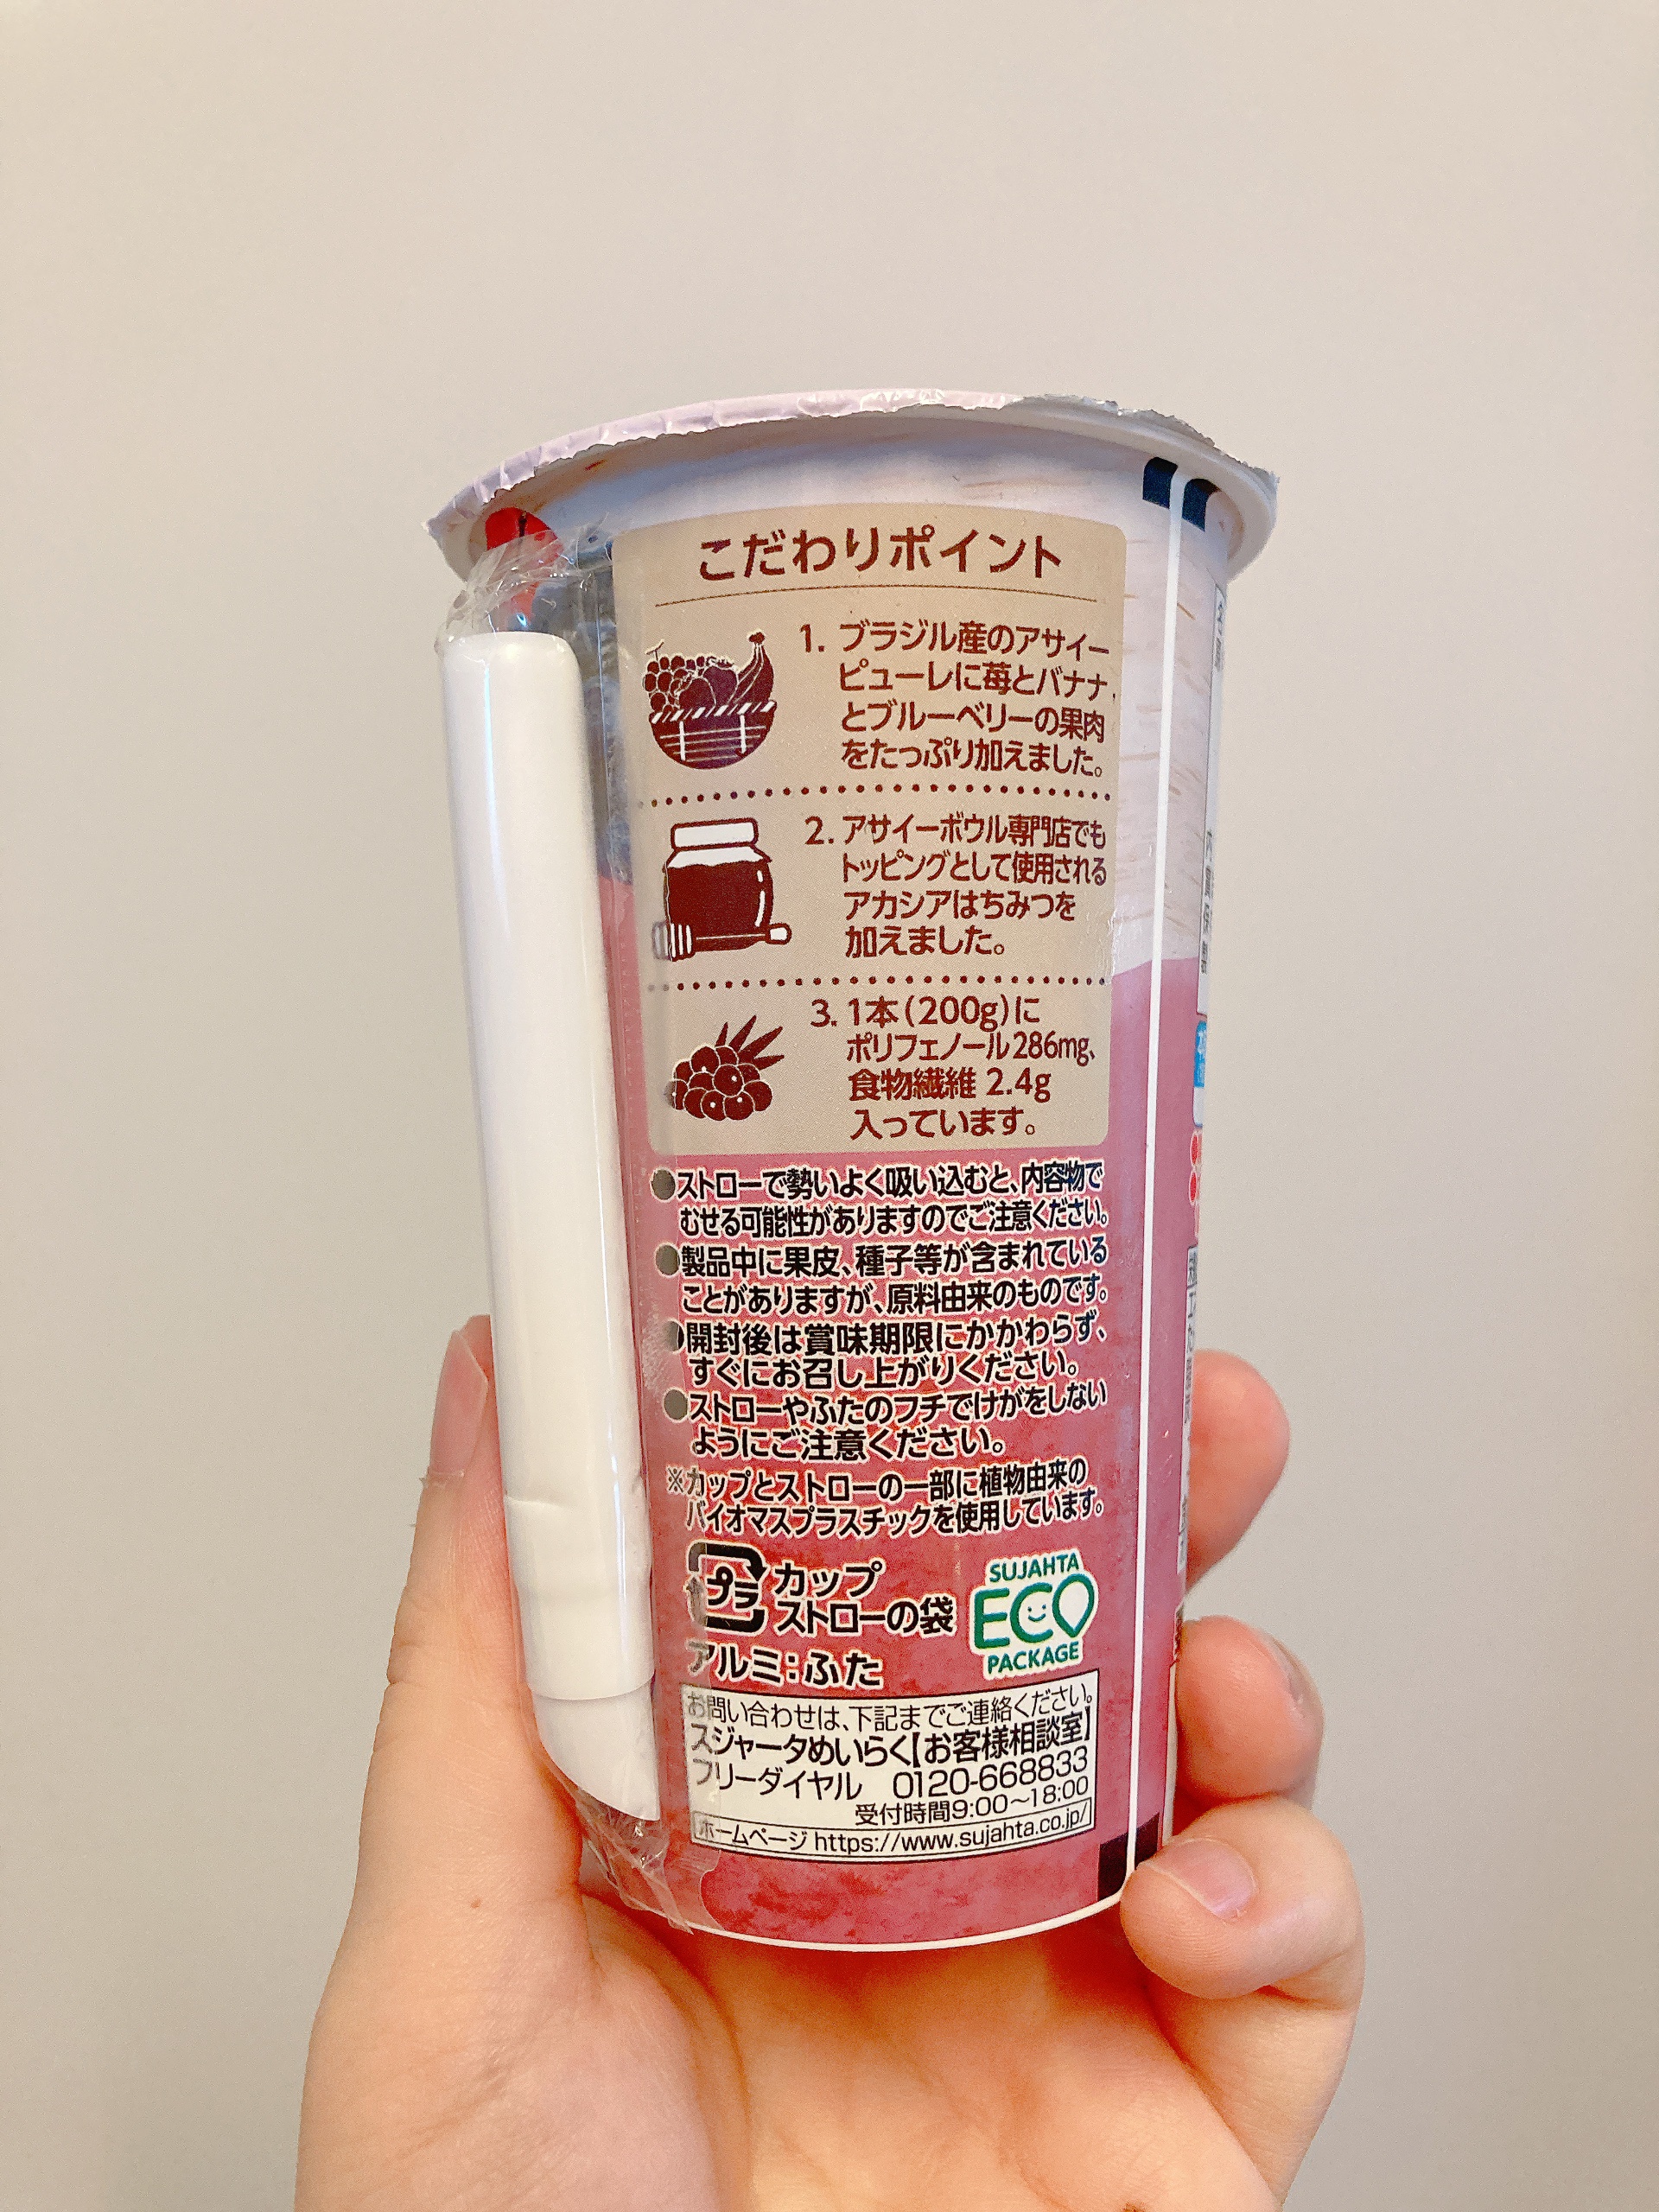 こだわりポイント
1. ブラジル産のアサイー
ピューレに苺とバナナ
とブルーベリーの果肉
をたっぷり加えました。
2. アサイーボウル専門店でも
トッピングとして使用される
アカシアはちみつを
加えました。
3. 1本(200g)に
ポリフェノール286mg、
食物繊維 2.4g
入っています。
●ストローで勢いよく吸い込むと、内容物で
むせる可能性がありますのでご注意ください。
●製品中に果皮、種子等が含まれている
ことがありますが、原料由来のものです。
●開封後は賞味期限にかかわらず、
すぐにお召し上がりください。
●ストローやふたのフチでけがをしない
ようにご注意ください。
※カップとストローの一部に植物由来の
バイオマスプラスチックを使用しています。
プラ カップ
ストローの袋
アルミ:ふた
SUJAHTA
ECO
PACKAGE
お問い合わせは、下記までご連絡ください。
スジャータめいらく【お客様相談室】
フリーダイヤル 0120-668833
受付時間9:00~18:00
ホームページ https://www.sujahta.co.jp/